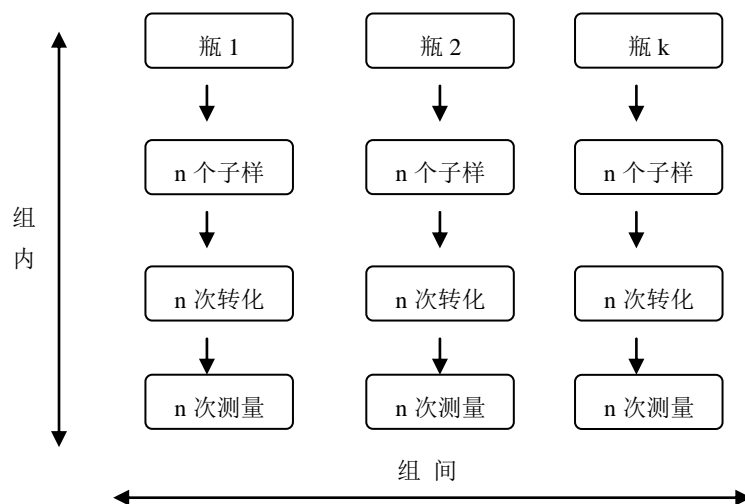 瓶 1
瓶 2
瓶 k
n 个子样
n 个子样
n 个子样
组
内
n 次转化
n 次转化
n 次转化
n 次测量
n 次测量
n 次测量
组 间